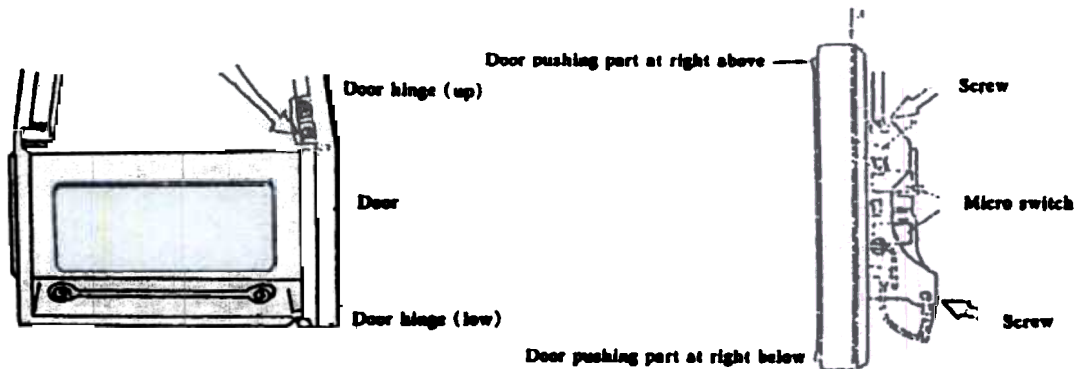 Door hinge (up)
Door
Door hinge (low)
Door pushing part at right above
Screw
Micro switch
Screw
Door pushing part at right below